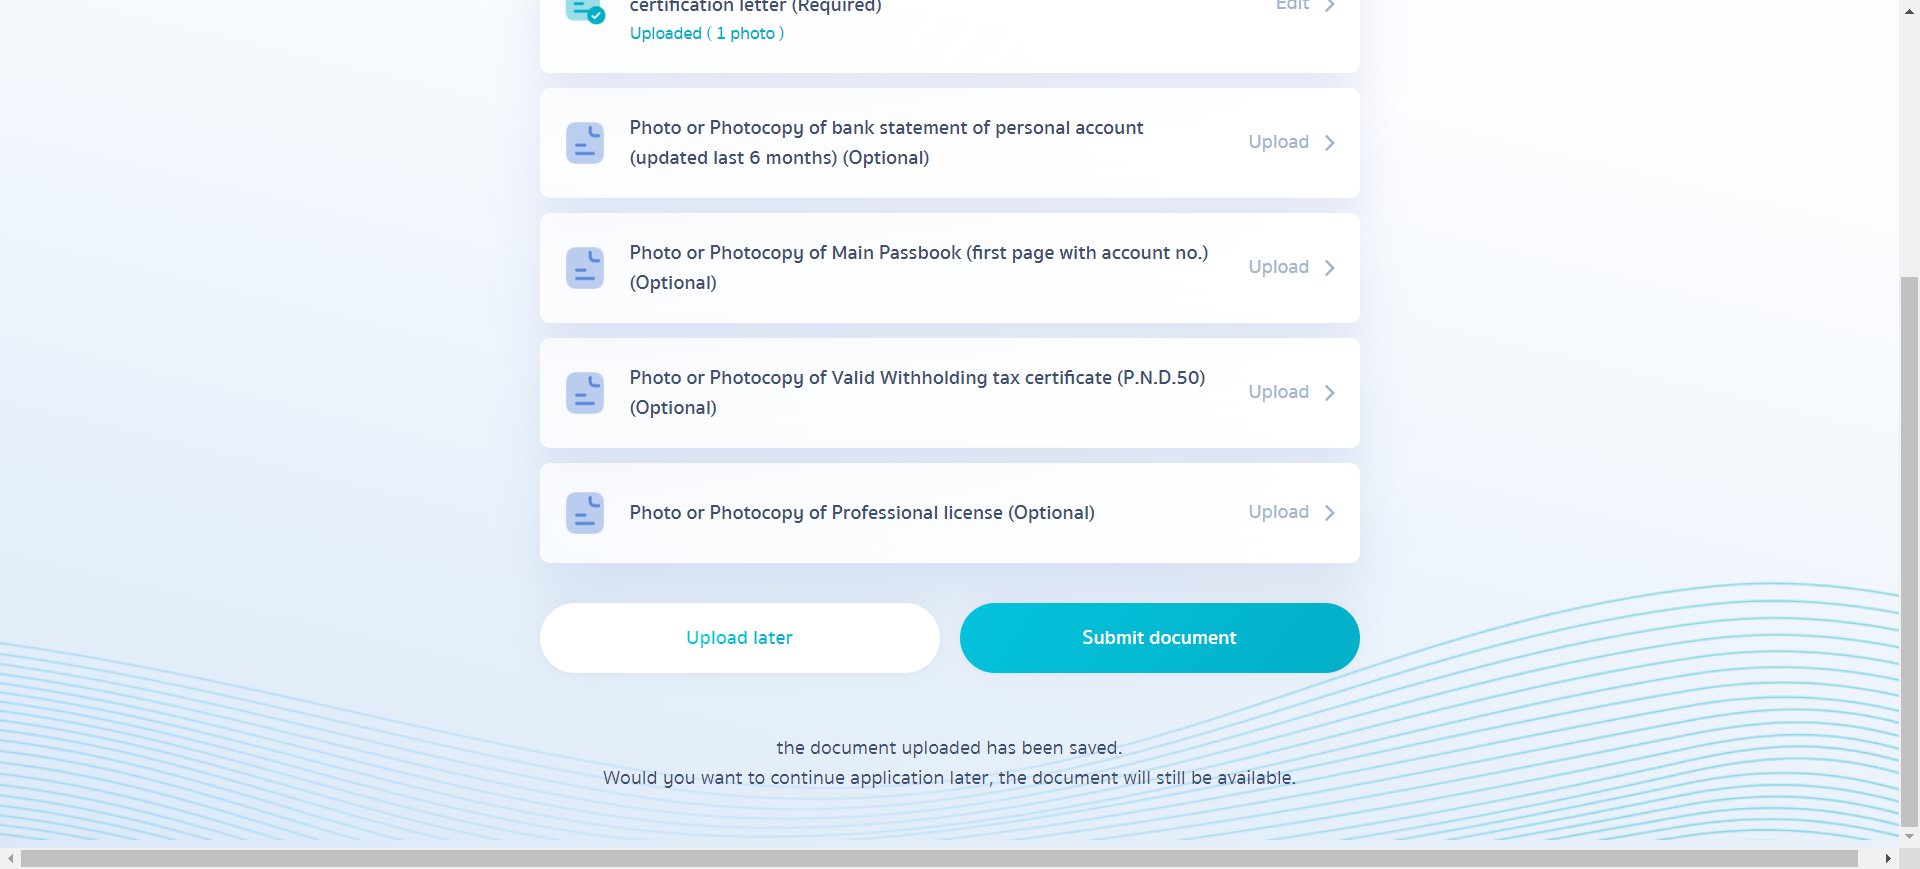 certification letter (Required)
Edit
Uploaded ( 1 photo )
Photo or Photocopy of bank statement of personal account
(updated last 6 months) (Optional)
Upload
Photo or Photocopy of Main Passbook (first page with account no.)
(Optional)
Upload
Photo or Photocopy of Valid Withholding tax certificate (P.N.D.50)
(Optional)
Upload
Photo or Photocopy of Professional license (Optional)
Upload
Upload later
Submit document
the document uploaded has been saved.
Would you want to continue application later, the document will still be available.